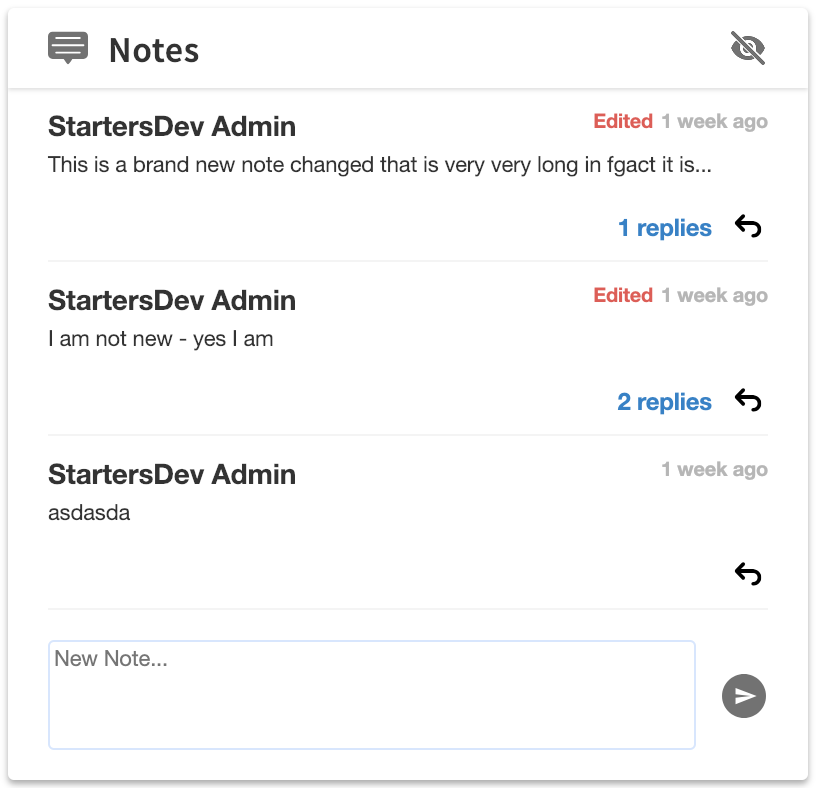 Notes
StartersDev Admin
Edited 1 week ago
This is a brand new note changed that is very very long in fgact it is...
1 replies
StartersDev Admin
Edited 1 week ago
I am not new - yes I am
2 replies
StartersDev Admin
1 week ago
asdasda
New Note...